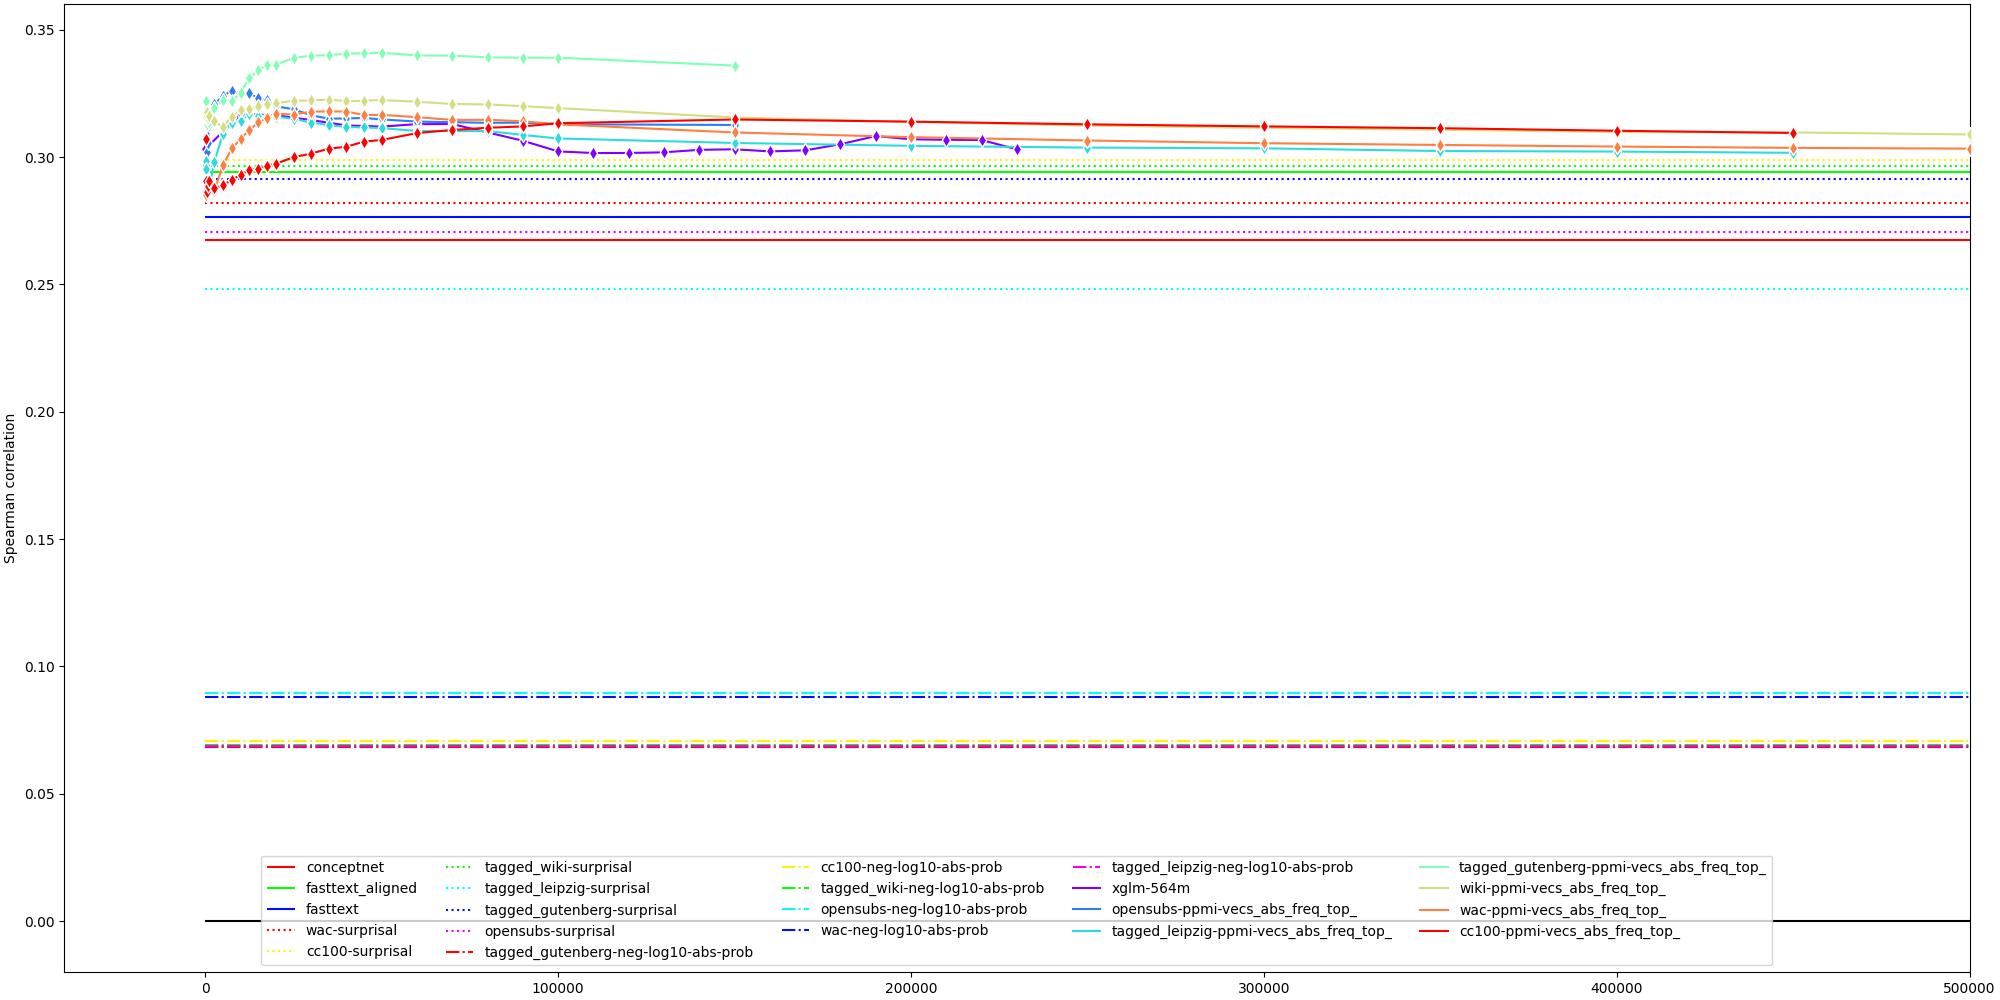 0.35
0.30
0.25
0.20
0.15
0.10
0.05
0.00
Spearman correlation
conceptnet
fasttext_aligned
fasttext
wac-surprisal
cc100-surprisal
tagged_wiki-surprisal
tagged_leipzig-surprisal
tagged_gutenberg-surprisal
opensubs-surprisal
tagged_gutenberg-neg-log10-abs-prob
cc100-neg-log10-abs-prob
tagged_wiki-neg-log10-abs-prob
opensubs-neg-log10-abs-prob
wac-neg-log10-abs-prob
tagged_leipzig-neg-log10-abs-prob
xglm-564m
opensubs-ppmi-vecs_abs_freq_top_
tagged_leipzig-ppmi-vecs_abs_freq_top_
tagged_gutenberg-ppmi-vecs_abs_freq_top_
wiki-ppmi-vecs_abs_freq_top_
wac-ppmi-vecs_abs_freq_top_
cc100-ppmi-vecs_abs_freq_top_
0 100000 200000 300000 400000 500000